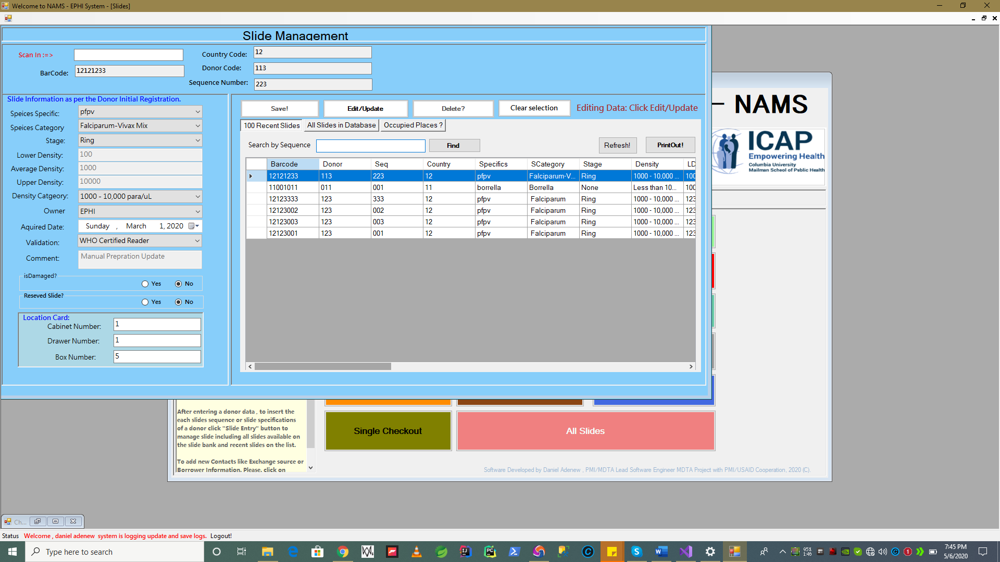 Welcome to NAMS - EPHI System - [Slides]
Slide Management
Scan In :=>
BarCode: 12121233
Country Code: 12
Donor Code: 113
Sequence Number: 223
Slide Information as per the Donor Initial Registration.
Speices Specific: pfpv
Speices Category Falciparum-Vivax Mix
Stage: Ring
Lower Density: 100
Average Density: 1000
Upper Density: 10000
Density Catgeory: 1000 - 10,000 para/uL
Owner EPHI
Aquired Date: Sunday , March 1, 2020
Validation: WHO Certified Reader
Comment: Manual Prepration Update
isDamaged?
Yes No
Reseved Slide?
Yes No
Location Card:
Cabinet Number: 1
Drawer Number: 1
Box Number: 5
Save! Edit/Update Delete? Clear selection Editing Data: Click Edit/Update
100 Recent Slides All Slides in Database Occupied Places ?
Search by Sequence Find Refresh! PrintOut!
Barcode Donor Seq Country Specifics SCategory Stage Density LD
12121233 113 223 12 pfpv Falciparum-V... Ring 1000 - 10,000 ... 100
11001011 011 001 11 borrella Borrella None Less than 10... 100
12123333 123 333 12 pfpv Falciparum Ring 1000 - 10,000 ... 123
12123002 123 002 12 pfpv Falciparum Ring 1000 - 10,000 ... 123
12123003 123 003 12 pfpv Falciparum Ring 1000 - 10,000 ... 123
12123001 123 001 12 pfpv Falciparum Ring 1000 - 10,000 ... 123
– NAMS
ICAP
Empowering Health
Columbia University
Mailman School of Public Health
After entering a donor data , to insert the
each slides sequence or slide specifications
of a donor click "Slide Entry" button to
manage slide including all slides available on
the slide bank and recent slides on the list.
To add new Contacts like Exchange source or
Borrower Information. Please. click on
Single Checkout
All Slides
Software Developed by Daniel Adenew , PMI/MDTA Lead Software Engineer MDTA Project with PMI/USAID Cooperation, 2020 (C).
Ch...
Status Welcome , daniel adenew system is logging update and save logs. Logout!
Type here to search
95%
1:46
7:45 PM
5/6/2020